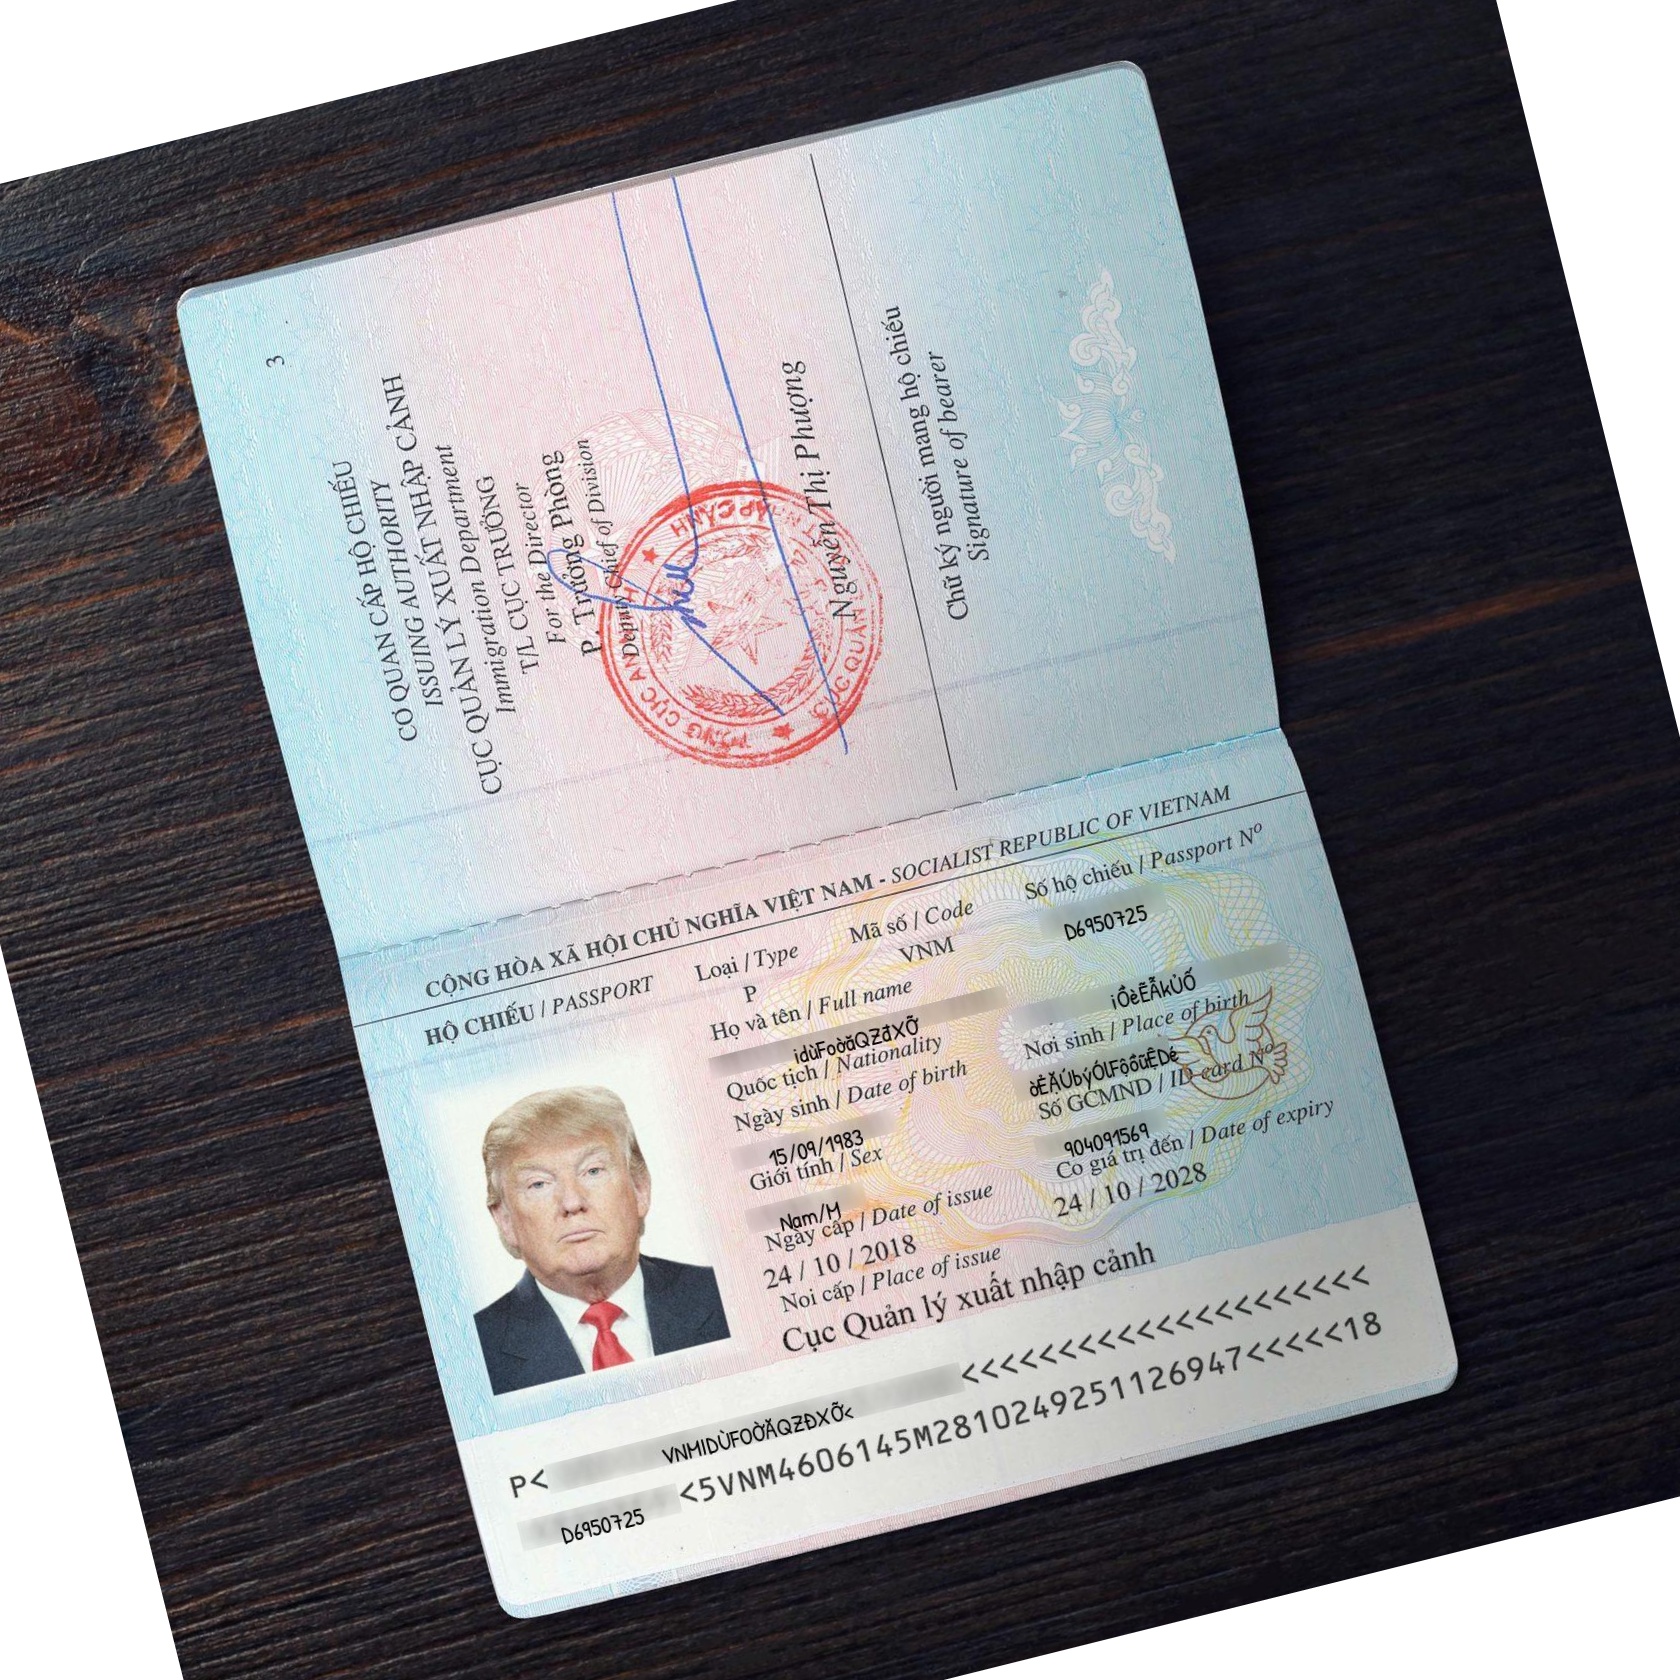 3
CƠ QUAN CẤP HỘ CHIẾU
ISSUING AUTHORITY
CỤC QUẢN LÝ XUẤT NHẬP CẢNH
Immigration Department
T/L CỤC TRƯỞNG
For the Director
P. Trưởng Phòng
Deputy Chief of Division
Nguyễn Thị Phượng
Chữ ký người mang hộ chiếu
Signature of bearer
CỘNG HÒA XÃ HỘI CHỦ NGHĨA VIỆT NAM - SOCIALIST REPUBLIC OF VIETNAM
HỘ CHIẾU / PASSPORT
Loại / Type
Mã số / Code
Số hộ chiếu / Passport Nº
P
VNM
D6950725
Họ và tên / Full name
idùFoờăQZđXỠ
iỒèẼẪkỦỐ
Quốc tịch / Nationality
Nơi sinh / Place of birth
Ngày sinh / Date of birth
Số GCMND / ID card Nº
15/09/1983
904091569
Giới tính / Sex
Có giá trị đến / Date of expiry
Nam/M
24 / 10 / 2028
Ngày cấp / Date of issue
24 / 10 / 2018
Nơi cấp / Place of issue
Cục Quản lý xuất nhập cảnh
P< VNMIDÙFOỜĂQZĐXỠ< <<<<<<<<<<<<<<<<<<<<<
D6950725 <5VNM4606145M2810249251126947<<<<<18